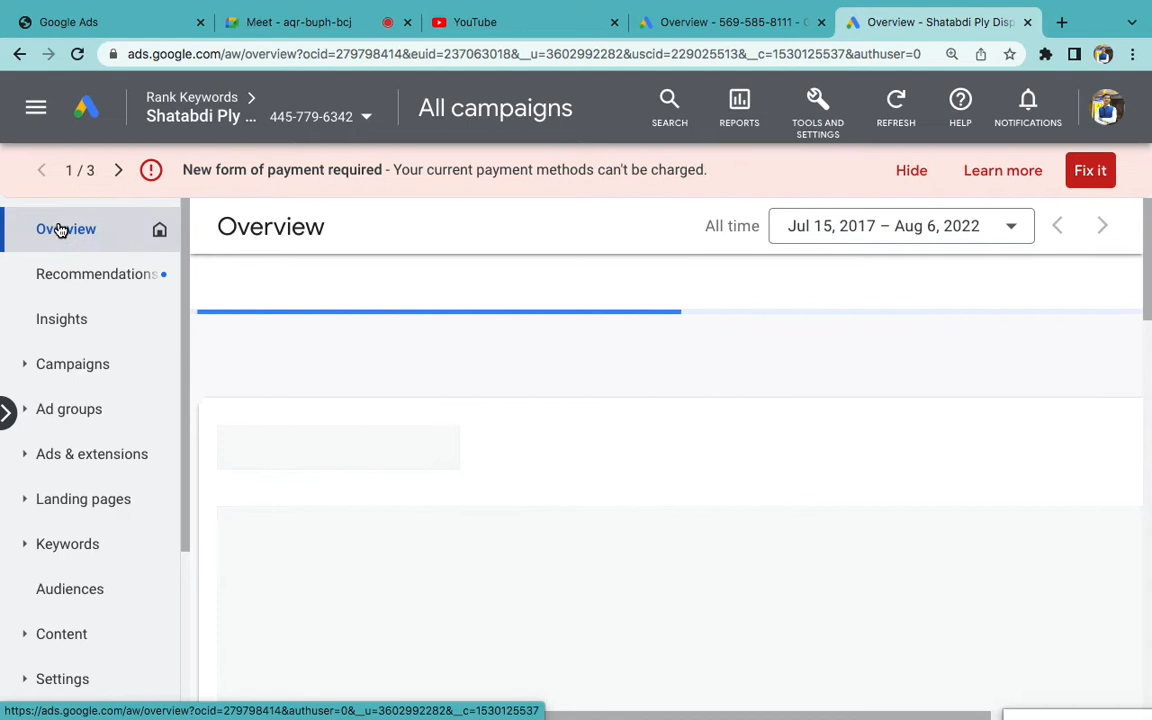 Google Ads
Meet - aqr-buph-bcj
YouTube
Overview - 569-585-8111 -
Overview - Shatabdi Ply Disp
ads.google.com/aw/overview?ocid=279798414&euid=237063018&__u=3602992282&uscid=229025513&__c=1530125537&authuser=0
Rank Keywords
Shatabdi Ply ... 445-779-6342
All campaigns
SEARCH
REPORTS
TOOLS AND
SETTINGS
REFRESH
HELP
NOTIFICATIONS
1 / 3
New form of payment required - Your current payment methods can't be charged.
Hide
Learn more
Fix it
Overview
Recommendations
Insights
Campaigns
Ad groups
Ads & extensions
Landing pages
Keywords
Audiences
Content
Settings
Overview
All time
Jul 15, 2017 – Aug 6, 2022
https://ads.google.com/aw/overview?ocid=279798414&authuser=0&__u=3602992282&__c=1530125537